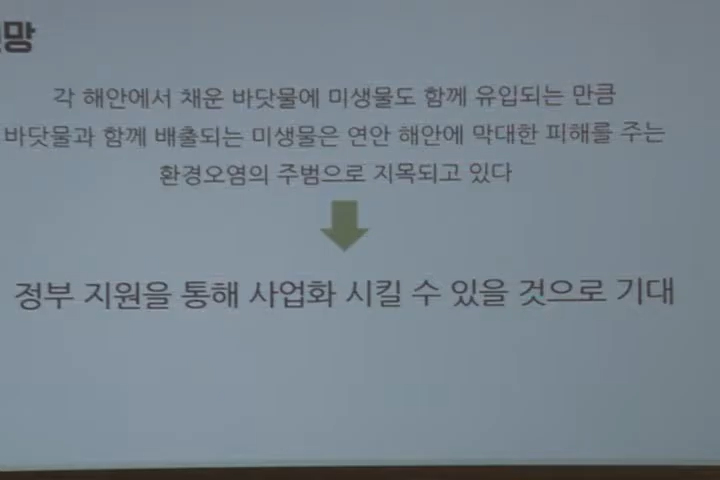 각 해안에서 채운 바닷물에 미생물도 함께 유입되는 만큼
바닷물과 함께 배출되는 미생물은 연안 해안에 막대한 피해를 주는
환경오염의 주범으로 지목되고 있다
정부 지원을 통해 사업화 시킬 수 있을 것으로 기대